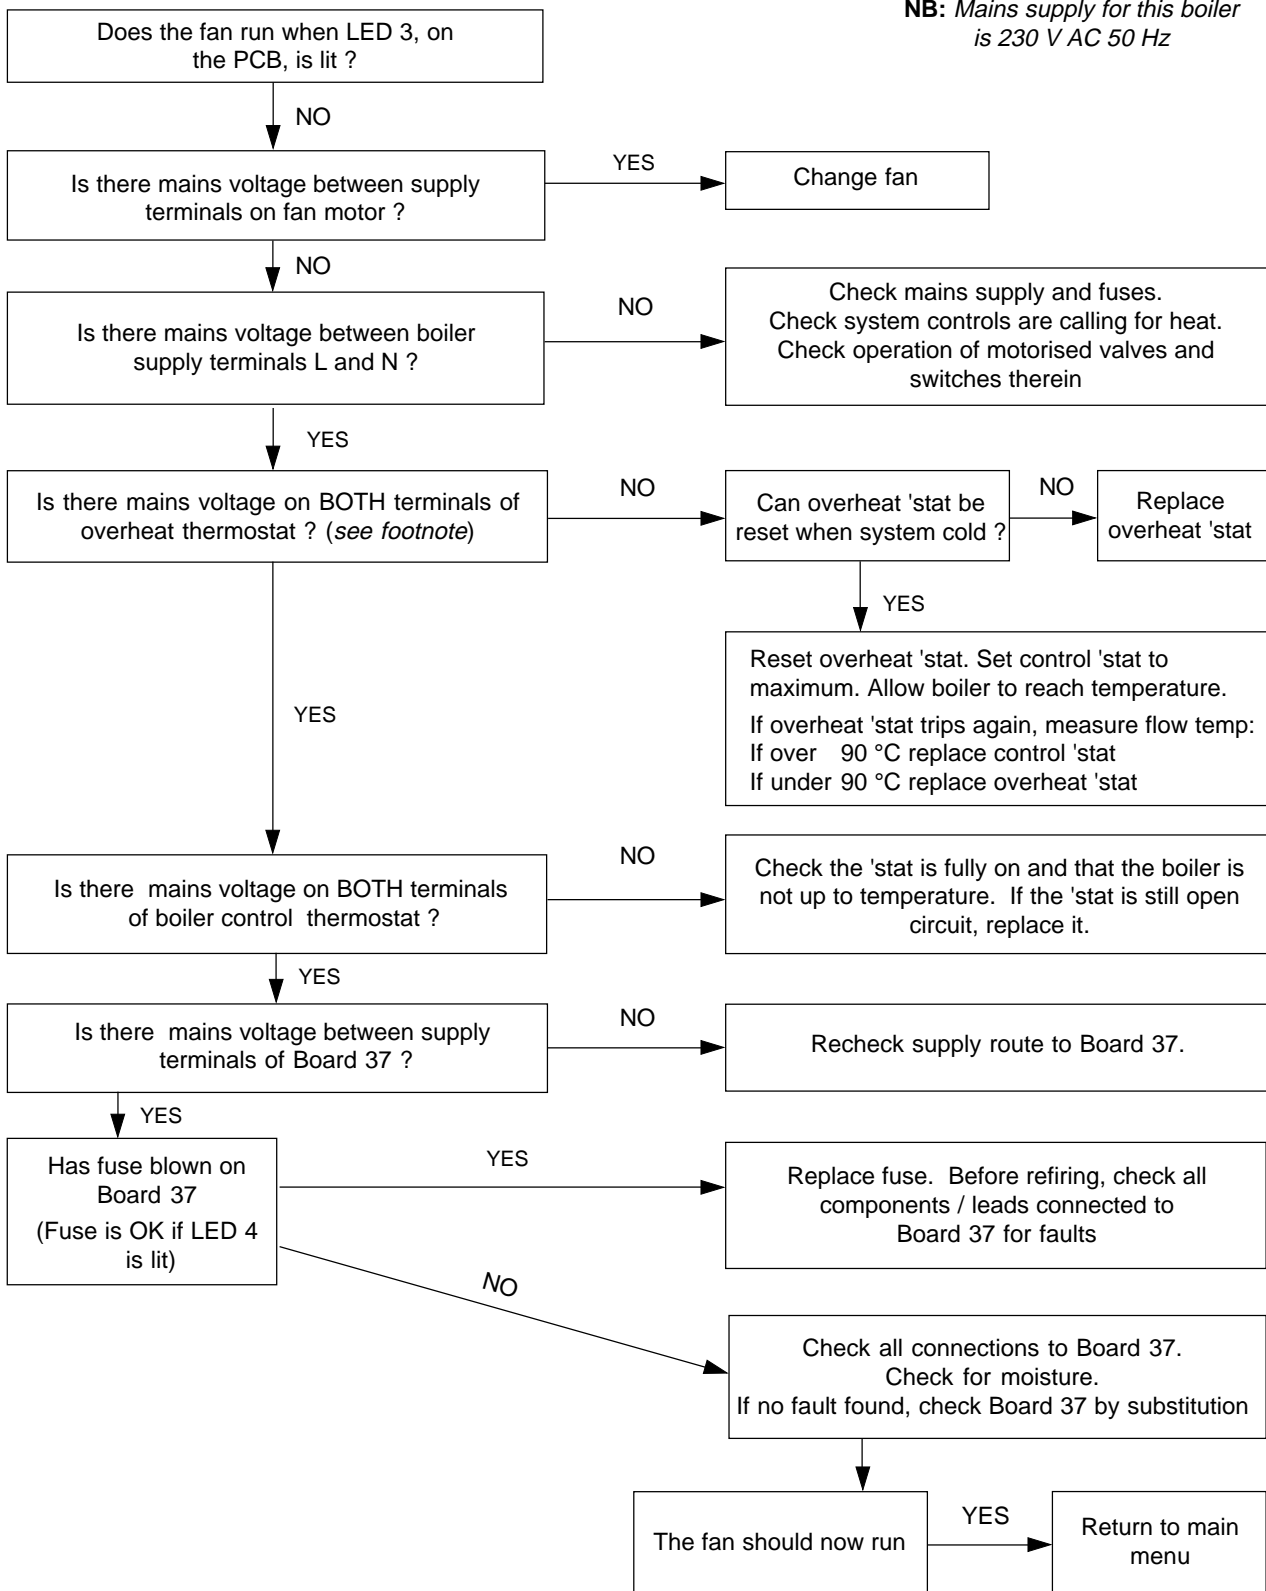 NB: Mains supply for this boiler
is 230 V AC 50 Hz
Does the fan run when LED 3, on
the PCB, is lit ?
NO
Is there mains voltage between supply
terminals on fan motor ?
YES
Change fan
NO
Is there mains voltage between boiler
supply terminals L and N ?
NO
Check mains supply and fuses.
Check system controls are calling for heat.
Check operation of motorised valves and
switches therein
YES
Is there mains voltage on BOTH terminals of
overheat thermostat ? (see footnote)
NO
Can overheat 'stat be
reset when system cold ?
NO
Replace
overheat 'stat
YES
Reset overheat 'stat. Set control 'stat to
maximum. Allow boiler to reach temperature.
If overheat 'stat trips again, measure flow temp:
If over 90 °C replace control 'stat
If under 90 °C replace overheat 'stat
YES
Is there mains voltage on BOTH terminals
of boiler control thermostat ?
NO
Check the 'stat is fully on and that the boiler is
not up to temperature. If the 'stat is still open
circuit, replace it.
YES
Is there mains voltage between supply
terminals of Board 37 ?
NO
Recheck supply route to Board 37.
YES
Has fuse blown on
Board 37
(Fuse is OK if LED 4
is lit)
YES
Replace fuse. Before refiring, check all
components / leads connected to
Board 37 for faults
NO
Check all connections to Board 37.
Check for moisture.
If no fault found, check Board 37 by substitution
The fan should now run
YES
Return to main
menu